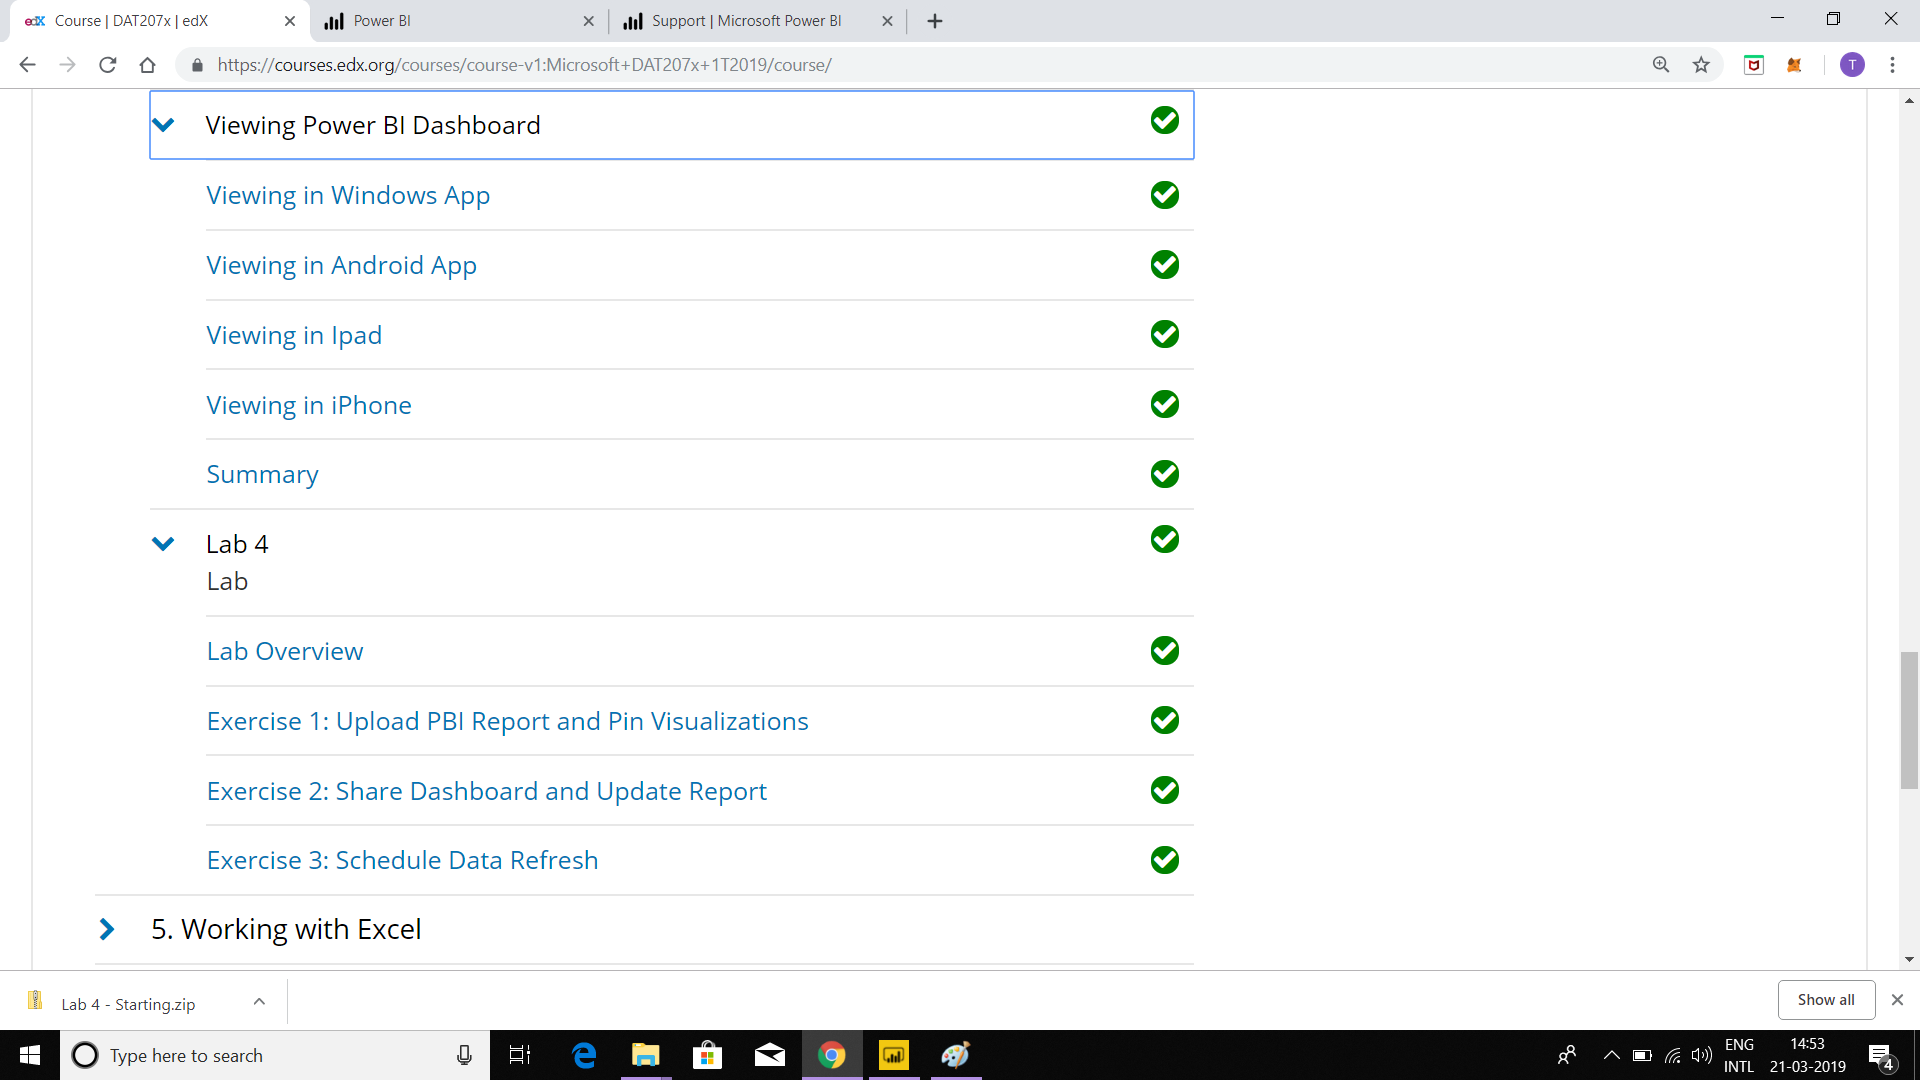 edX Course | DAT207x | edX
Power BI
Support | Microsoft Power BI
https://courses.edx.org/courses/course-v1:Microsoft+DAT207x+1T2019/course/
T
Viewing Power BI Dashboard
Viewing in Windows App
Viewing in Android App
Viewing in Ipad
Viewing in iPhone
Summary
Lab 4
Lab
Lab Overview
Exercise 1: Upload PBI Report and Pin Visualizations
Exercise 2: Share Dashboard and Update Report
Exercise 3: Schedule Data Refresh
5. Working with Excel
Lab 4 - Starting.zip
Show all
Type here to search
ENG
INTL
14:53
21-03-2019
4